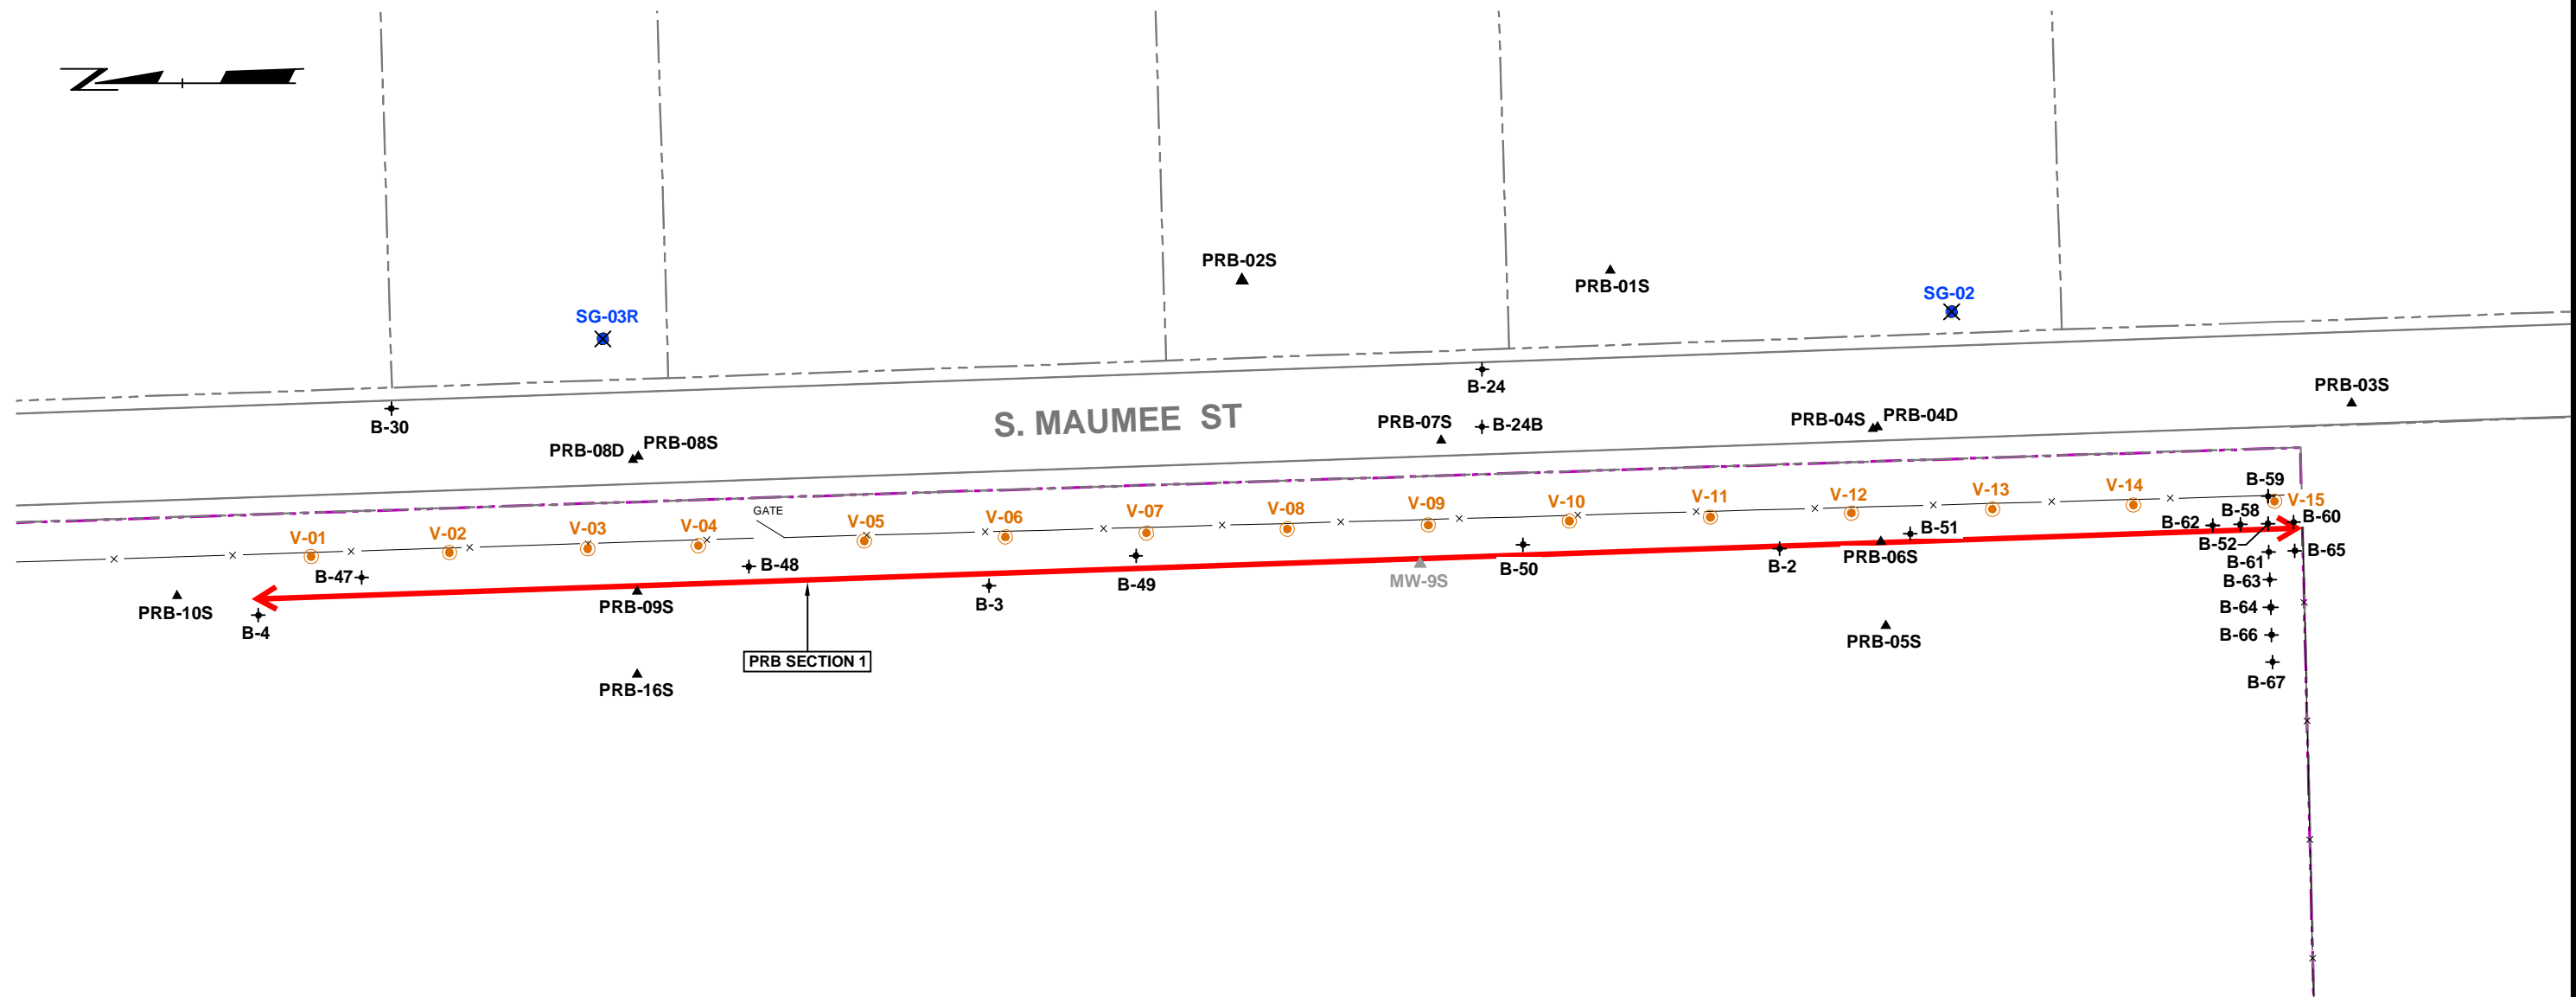 PRB-02S
PRB-01S
SG-02
SG-03R
PRB-03S
B-24
S. MAUMEE ST
PRB-07S
B-24B
PRB-04S
PRB-04D
B-30
PRB-08D
PRB-08S
B-59
V-15
V-14
V-13
V-12
V-11
V-10
V-09
V-08
V-07
V-06
V-05
GATE
V-04
V-03
V-02
V-01
B-58
B-60
B-62
B-52
B-51
B-65
B-61
PRB-06S
B-2
B-50
B-49
B-48
B-47
MW-9S
B-63
B-3
PRB-09S
PRB-10S
B-4
B-64
B-66
PRB-05S
PRB SECTION 1
B-67
PRB-16S